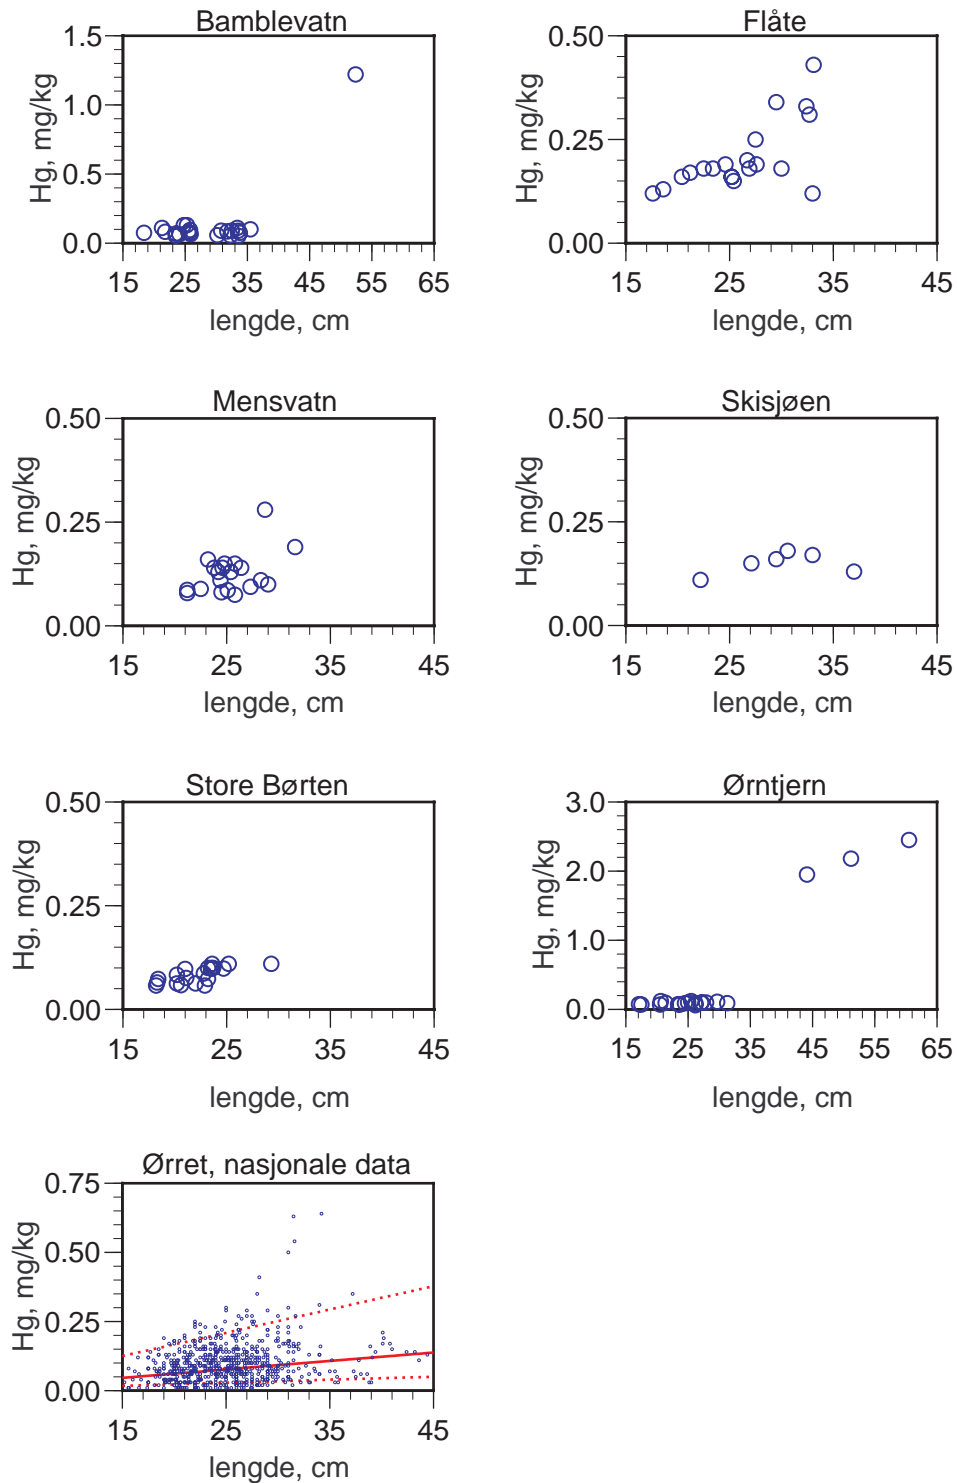 Bamblevatn
Hg, mg/kg
1.5
1.0
0.5
0.0
15 25 35 45 55 65
lengde, cm
Flåte
Hg, mg/kg
0.50
0.25
0.00
15 25 35 45
lengde, cm
Mensvatn
Hg, mg/kg
0.50
0.25
0.00
15 25 35 45
lengde, cm
Skisjøen
Hg, mg/kg
0.50
0.25
0.00
15 25 35 45
lengde, cm
Store Børten
Hg, mg/kg
0.50
0.25
0.00
15 25 35 45
lengde, cm
Ørntjern
Hg, mg/kg
3.0
2.0
1.0
0.0
15 25 35 45 55 65
lengde, cm
Ørret, nasjonale data
Hg, mg/kg
0.75
0.50
0.25
0.00
15 25 35 45
lengde, cm